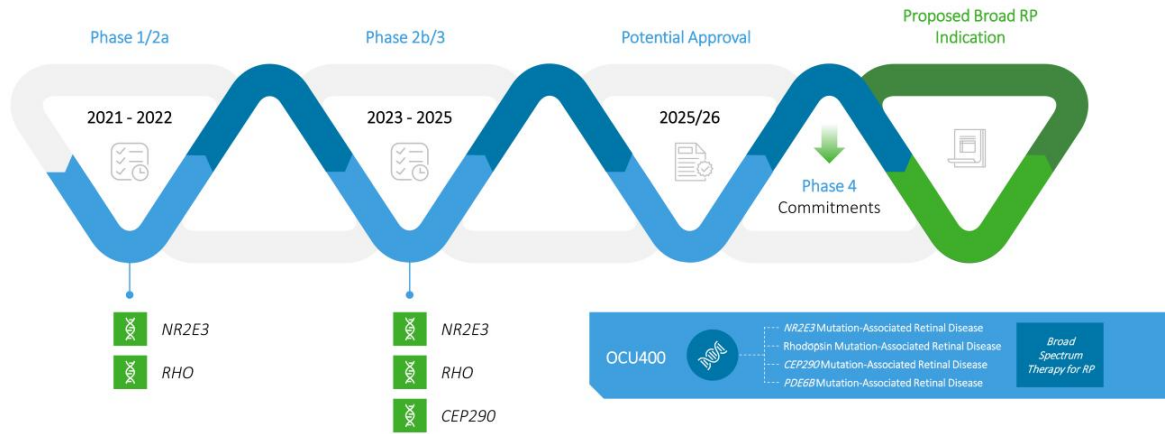 Phase 1/2a
Phase 2b/3
Potential Approval
Proposed Broad RP
Indication
2021 - 2022
2023 - 2025
2025/26
Phase 4
Commitments
NR2E3
RHO
NR2E3
RHO
CEP290
OCU400
NR2E3 Mutation-Associated Retinal Disease
Rhodopsin Mutation-Associated Retinal Disease
CEP290 Mutation-Associated Retinal Disease
PDE6B Mutation-Associated Retinal Disease
Broad
Spectrum
Therapy for RP